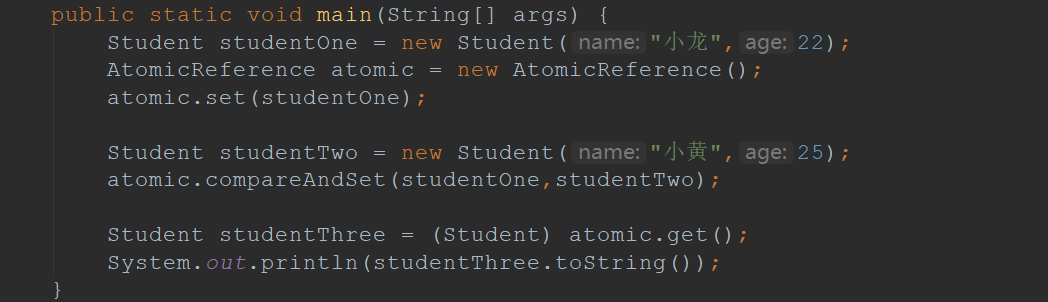 public static void main(String[] args) {
    Student studentOne = new Student( name: "小龙", age: 22);
    AtomicReference atomic = new AtomicReference();
    atomic.set(studentOne);
    Student studentTwo = new Student( name: "小黄", age: 25);
    atomic.compareAndSet(studentOne,studentTwo);
    Student studentThree = (Student) atomic.get();
    System.out.println(studentThree.toString());
}